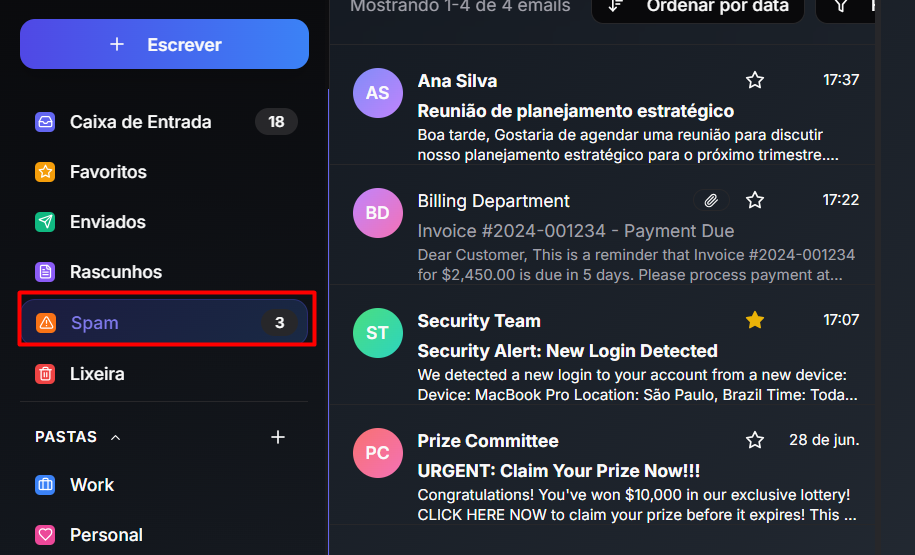 Mostrando 1-4 de 4 emails
Ordenar por data
Escrever
Caixa de Entrada 18
Favoritos
Enviados
Rascunhos
Spam 3
Lixeira
PASTAS
Work
Personal
AS
Ana Silva 17:37
Reunião de planejamento estratégico
Boa tarde, Gostaria de agendar uma reunião para discutir
nosso planejamento estratégico para o próximo trimestre....
BD
Billing Department 17:22
Invoice #2024-001234 - Payment Due
Dear Customer, This is a reminder that Invoice #2024-001234
for $2,450.00 is due in 5 days. Please process payment at...
ST
Security Team 17:07
Security Alert: New Login Detected
We detected a new login to your account from a new device:
Device: MacBook Pro Location: São Paulo, Brazil Time: Toda...
PC
Prize Committee 28 de jun.
URGENT: Claim Your Prize Now!!!
Congratulations! You've won $10,000 in our exclusive lottery!
CLICK HERE NOW to claim your prize before it expires! This ...